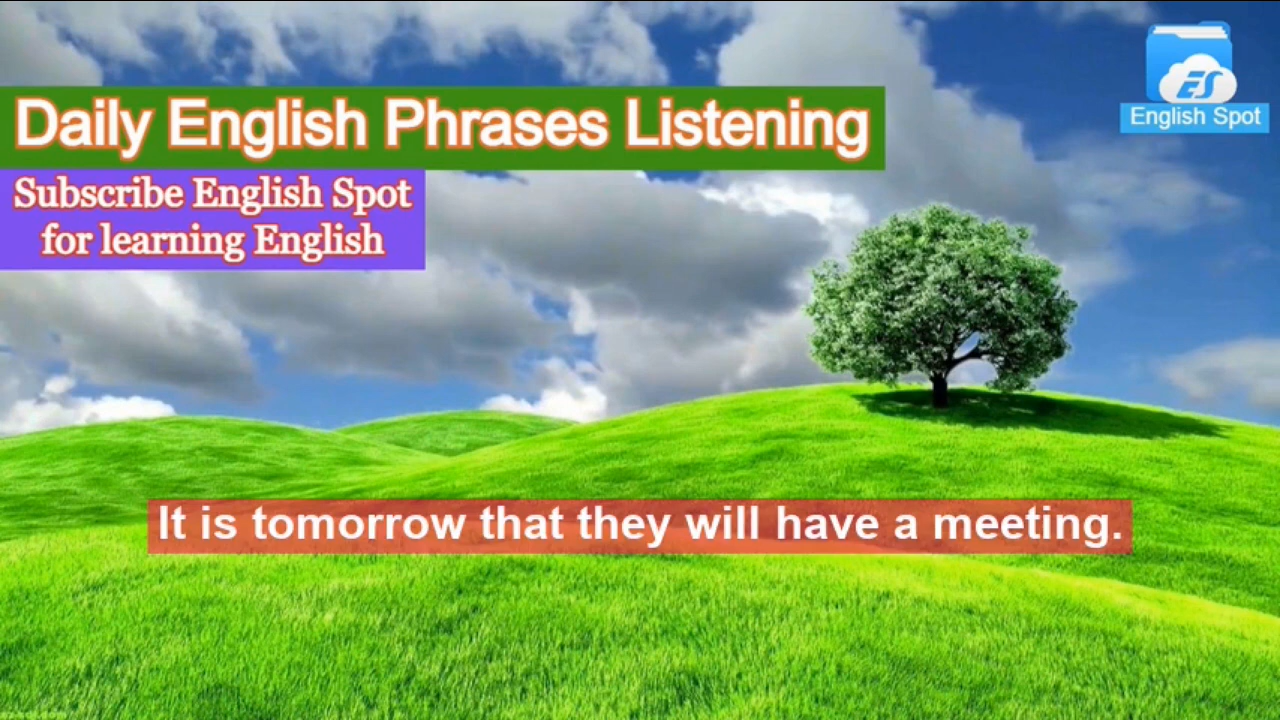 Daily English Phrases Listening
Subscribe English Spot
for learning English
ES
English Spot
It is tomorrow that they will have a meeting.